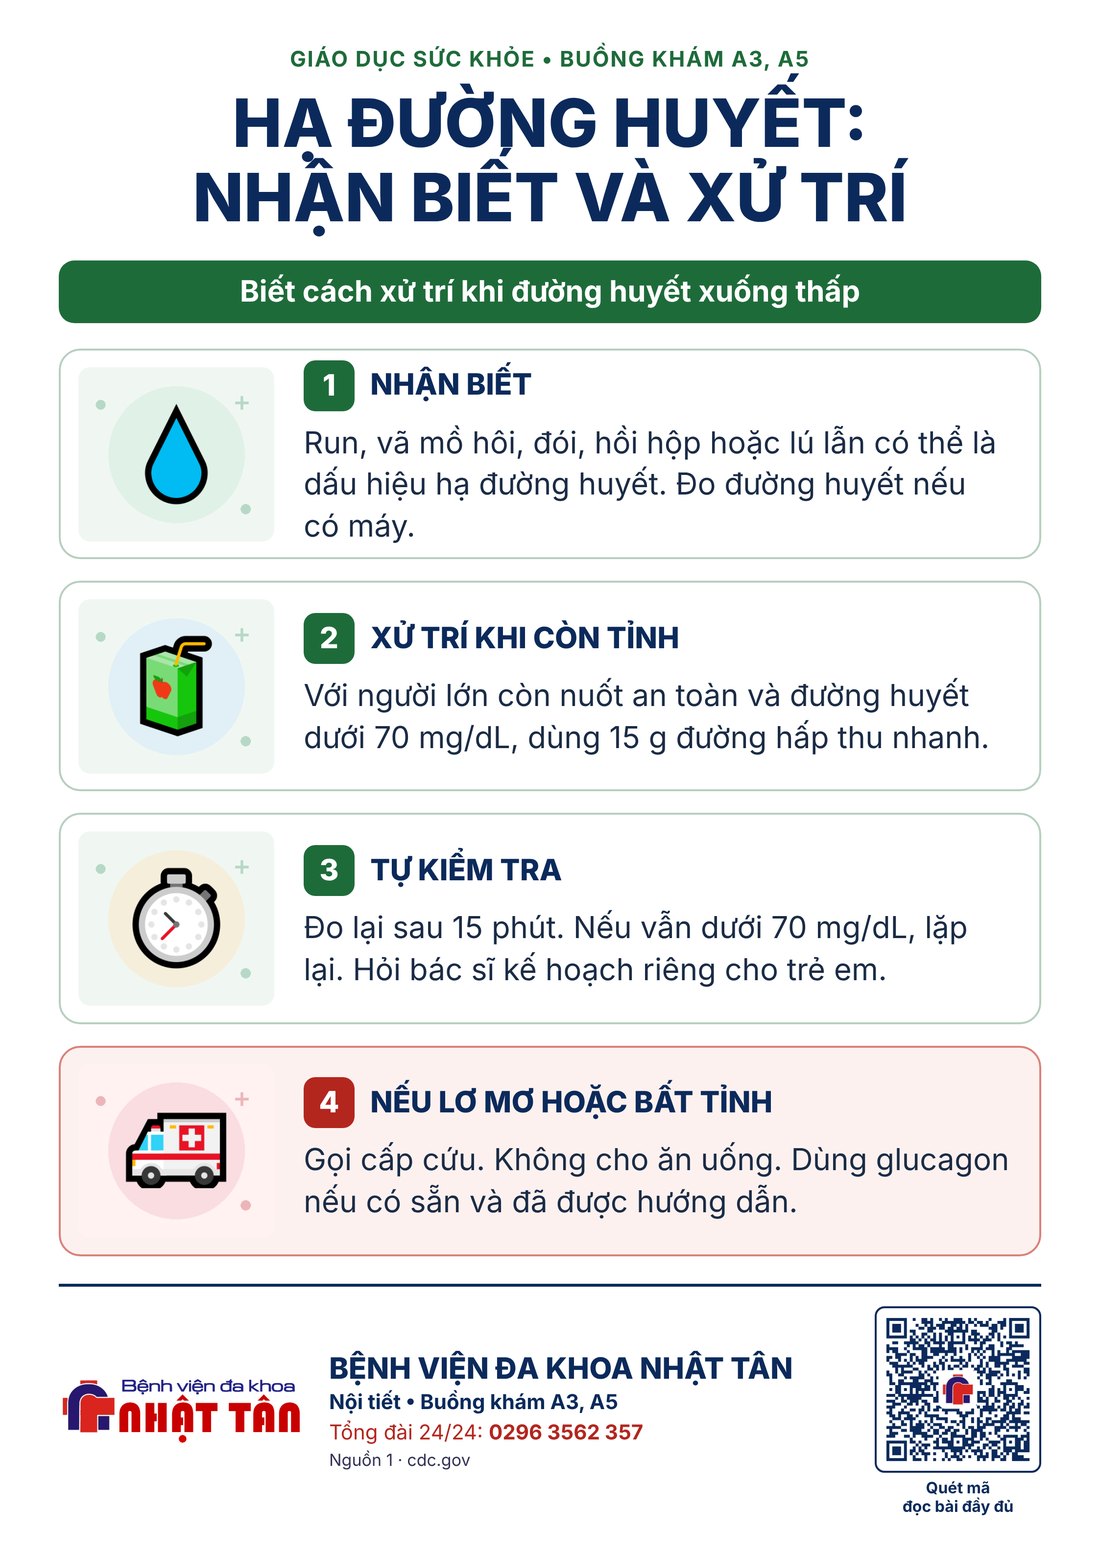 GIÁO DỤC SỨC KHỎE • BUỒNG KHÁM A3, A5
HẠ ĐƯỜNG HUYẾT:
NHẬN BIẾT VÀ XỬ TRÍ
Biết cách xử trí khi đường huyết xuống thấp
1 NHẬN BIẾT
Run, vã mồ hôi, đói, hồi hộp hoặc lú lẫn có thể là
dấu hiệu hạ đường huyết. Đo đường huyết nếu
có máy.
2 XỬ TRÍ KHI CÒN TỈNH
Với người lớn còn nuốt an toàn và đường huyết
dưới 70 mg/dL, dùng 15 g đường hấp thu nhanh.
3 TỰ KIỂM TRA
Đo lại sau 15 phút. Nếu vẫn dưới 70 mg/dL, lặp
lại. Hỏi bác sĩ kế hoạch riêng cho trẻ em.
4 NẾU LƠ MƠ HOẶC BẤT TỈNH
Gọi cấp cứu. Không cho ăn uống. Dùng glucagon
nếu có sẵn và đã được hướng dẫn.
Bệnh viện đa khoa
NHẬT TÂN
BỆNH VIỆN ĐA KHOA NHẬT TÂN
Nội tiết • Buồng khám A3, A5
Tổng đài 24/24: 0296 3562 357
Nguồn 1 · cdc.gov
Quét mã
đọc bài đầy đủ